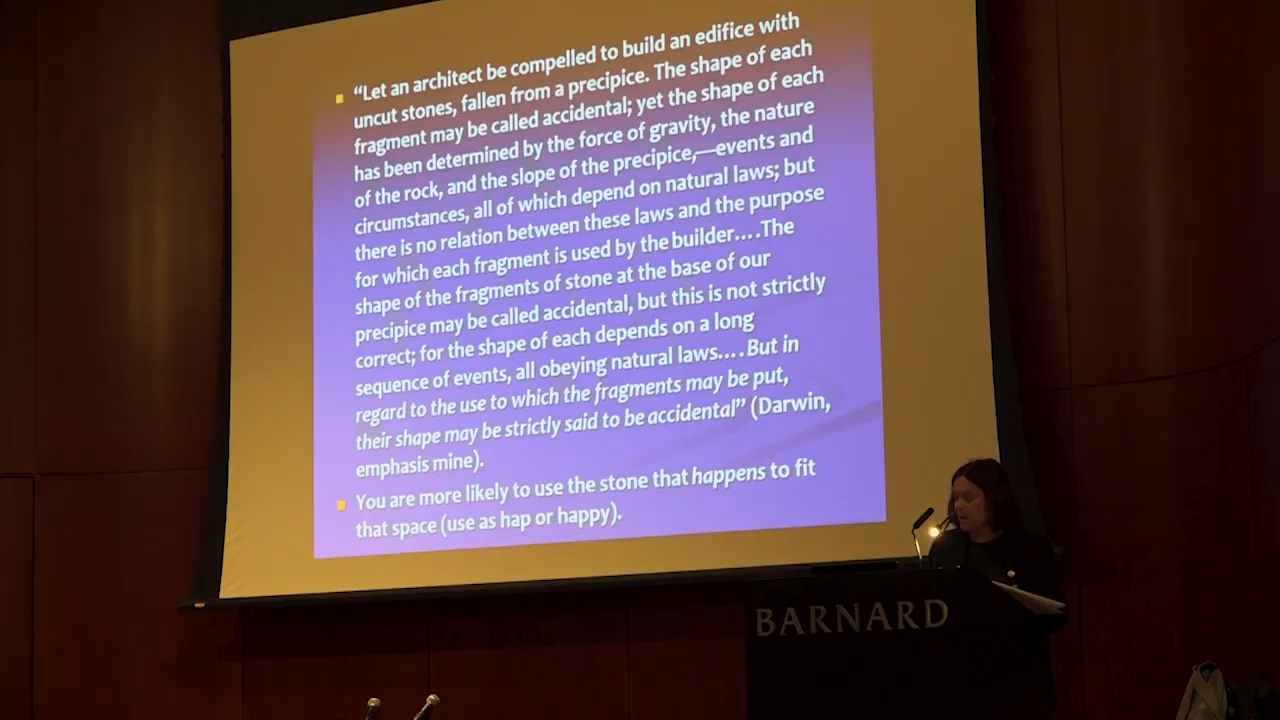 “Let an architect be compelled to build an edifice with
uncut stones, fallen from a precipice. The shape of each
fragment may be called accidental; yet the shape of each
has been determined by the force of gravity, the nature
of the rock, and the slope of the precipice,—events and
circumstances, all of which depend on natural laws; but
there is no relation between these laws and the purpose
for which each fragment is used by the builder….The
shape of the fragments of stone at the base of our
precipice may be called accidental, but this is not strictly
correct; for the shape of each depends on a long
sequence of events, all obeying natural laws…. But in
regard to the use to which the fragments may be put,
their shape may be strictly said to be accidental” (Darwin,
emphasis mine).
You are more likely to use the stone that happens to fit
that space (use as hap or happy).
BARNARD